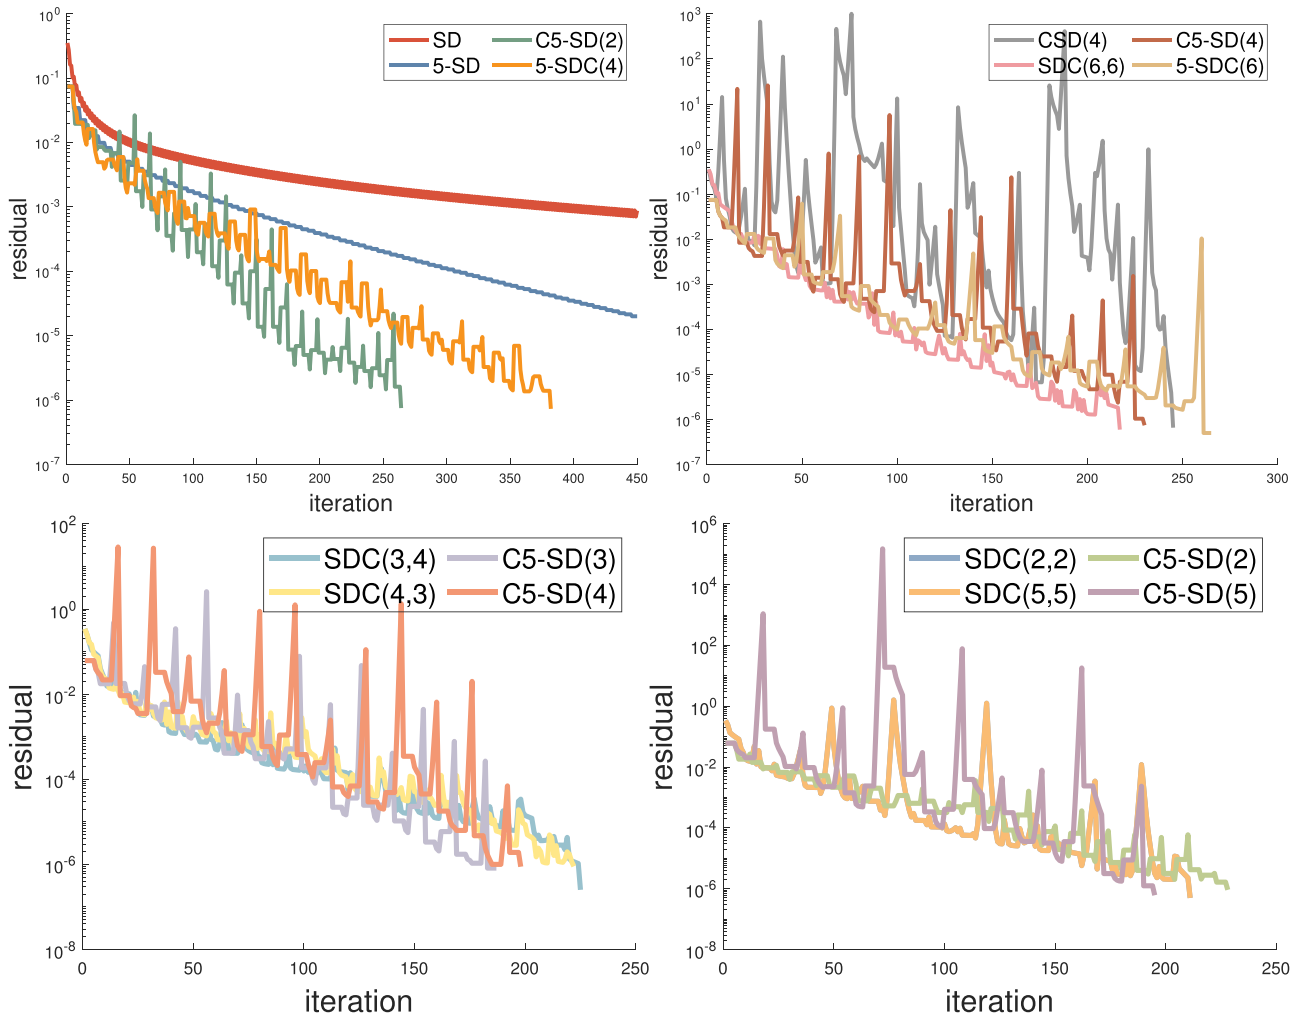 10^0
10^-1
10^-2
10^-3
10^-4
10^-5
10^-6
10^-7
residual
SD C5-SD(2)
5-SD 5-SDC(4)
0 50 100 150 200 250 300 350 400 450
iteration
10^3
10^2
10^1
10^0
10^-1
10^-2
10^-3
10^-4
10^-5
10^-6
10^-7
residual
CSD(4) C5-SD(4)
SDC(6,6) 5-SDC(6)
0 50 100 150 200 250 300
iteration
10^2
10^0
10^-2
10^-4
10^-6
10^-8
residual
SDC(3,4) C5-SD(3)
SDC(4,3) C5-SD(4)
0 50 100 150 200 250
iteration
10^6
10^4
10^2
10^0
10^-2
10^-4
10^-6
10^-8
residual
SDC(2,2) C5-SD(2)
SDC(5,5) C5-SD(5)
0 50 100 150 200 250
iteration